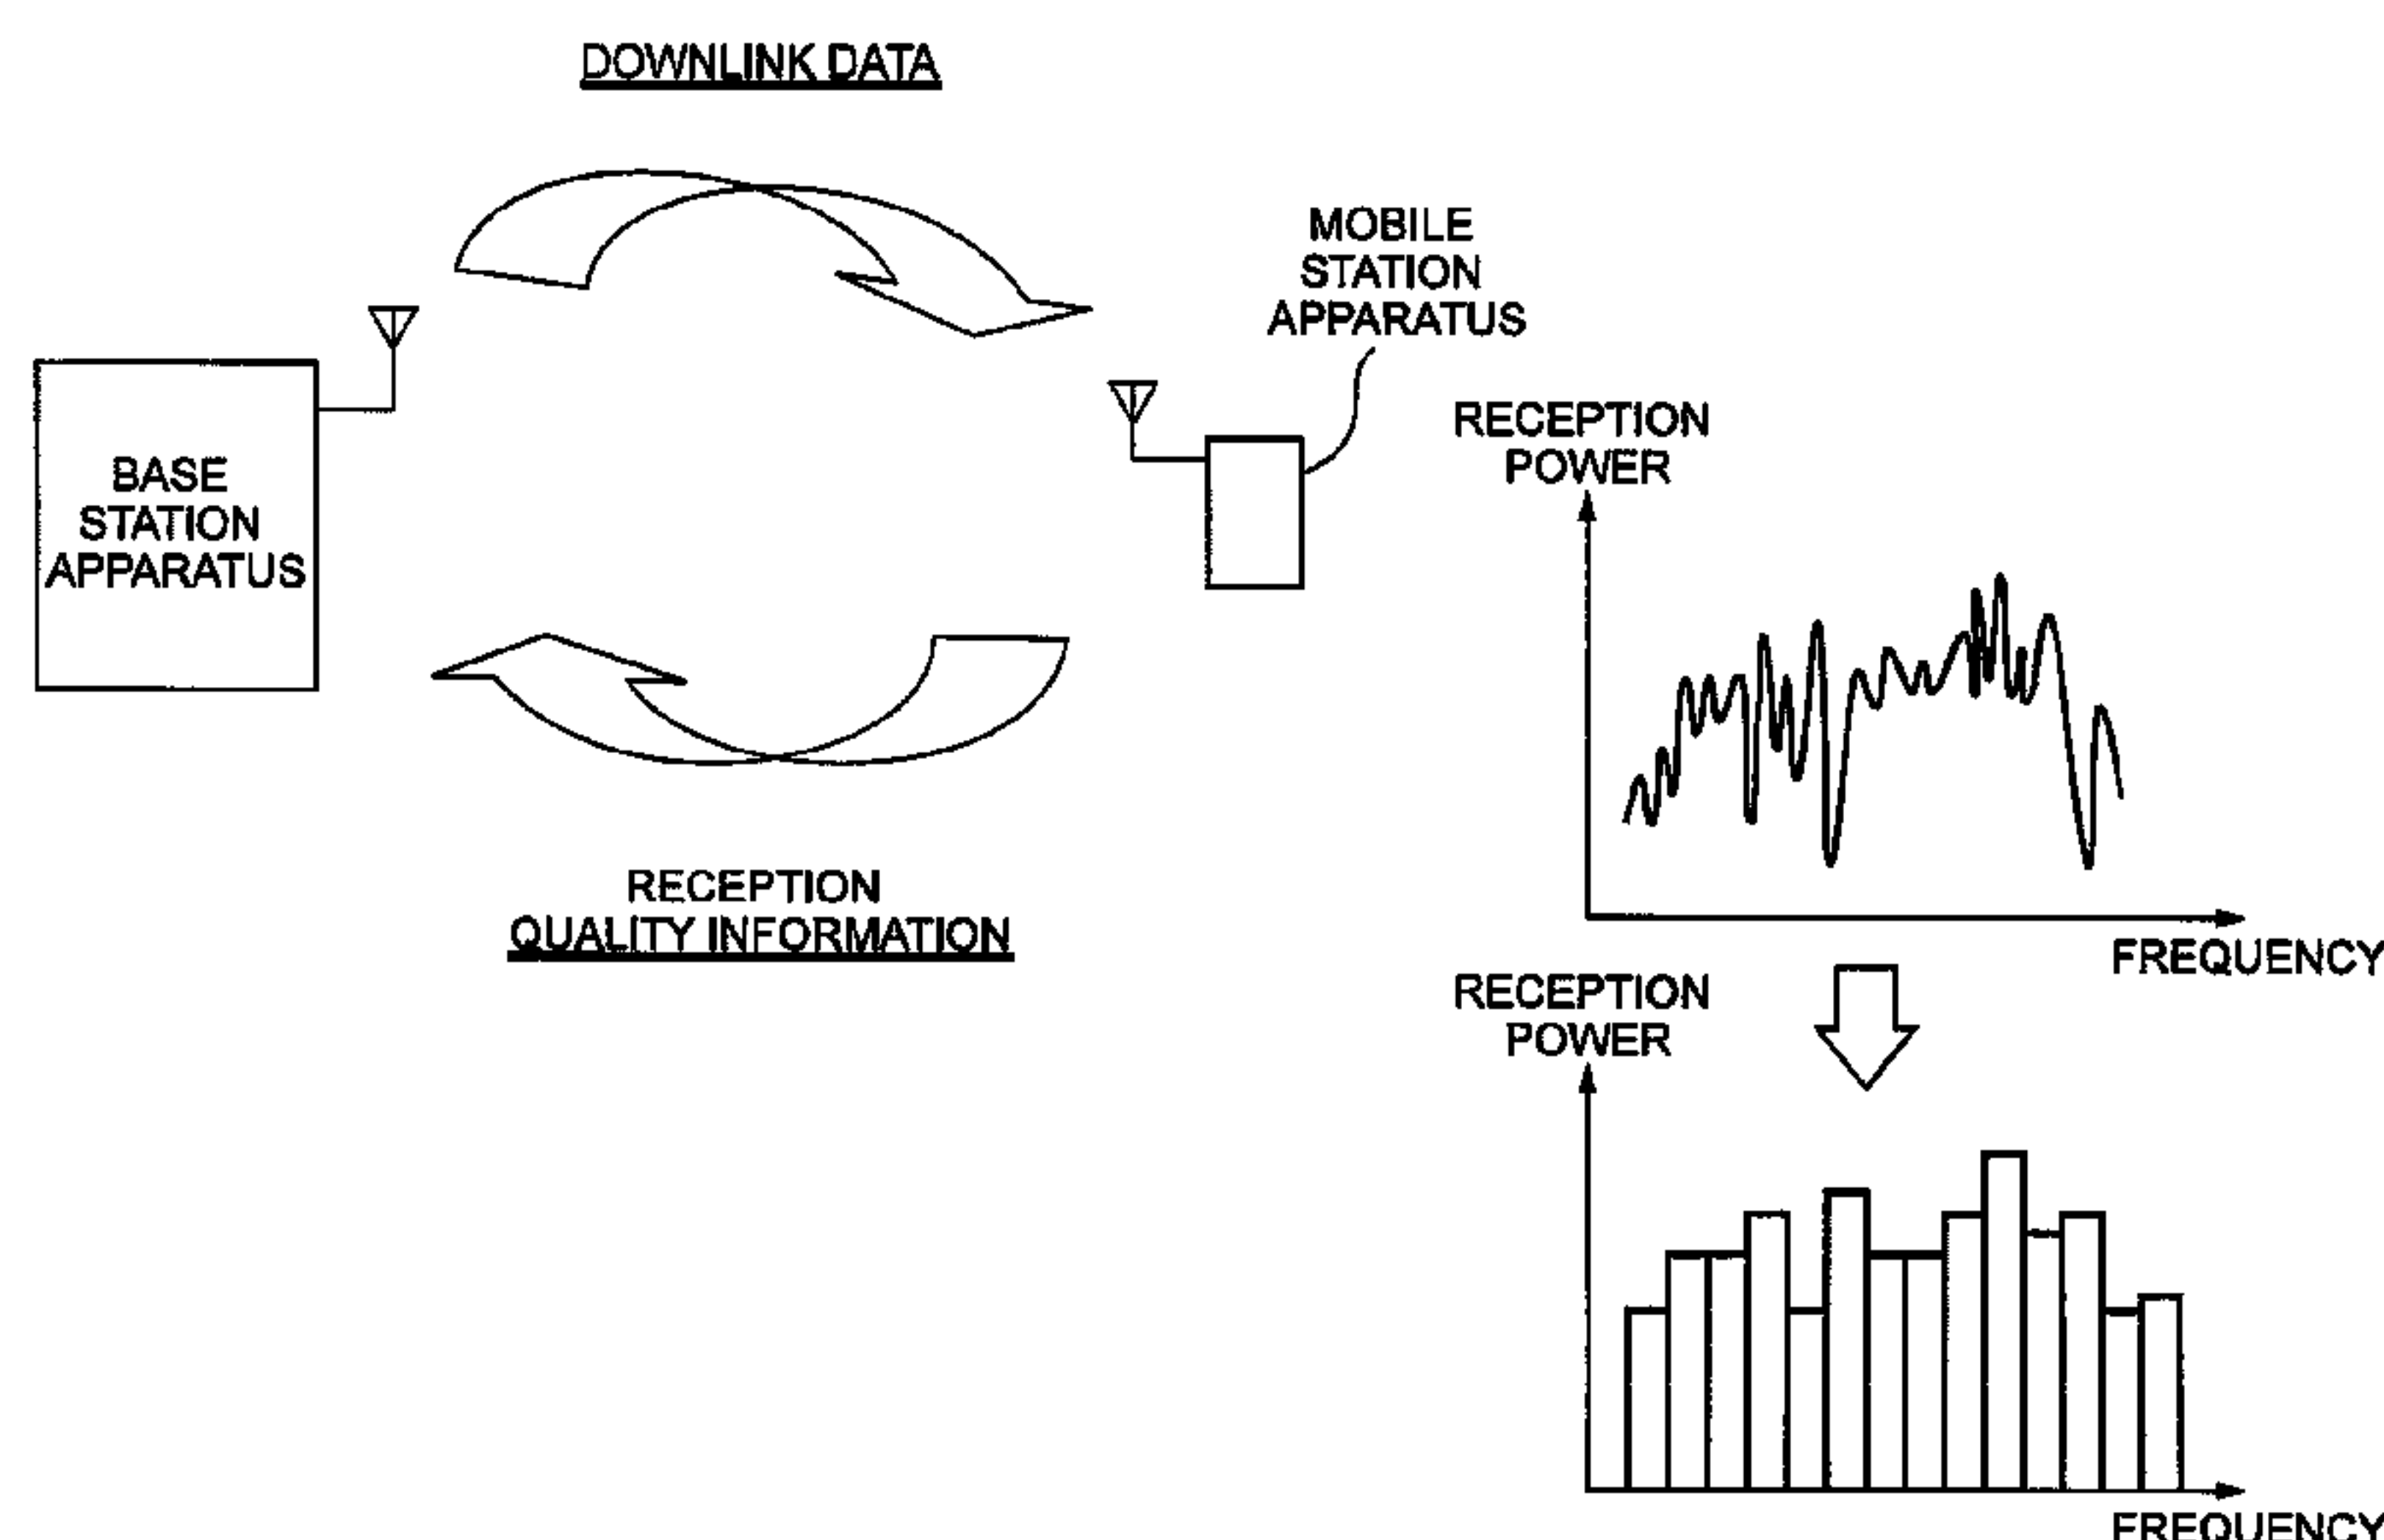 DOWNLINK DATA
MOBILE
STATION
APPARATUS
BASE
STATION
APPARATUS
RECEPTION
POWER
FREQUENCY
RECEPTION
QUALITY INFORMATION
RECEPTION
POWER
FREQUENCY